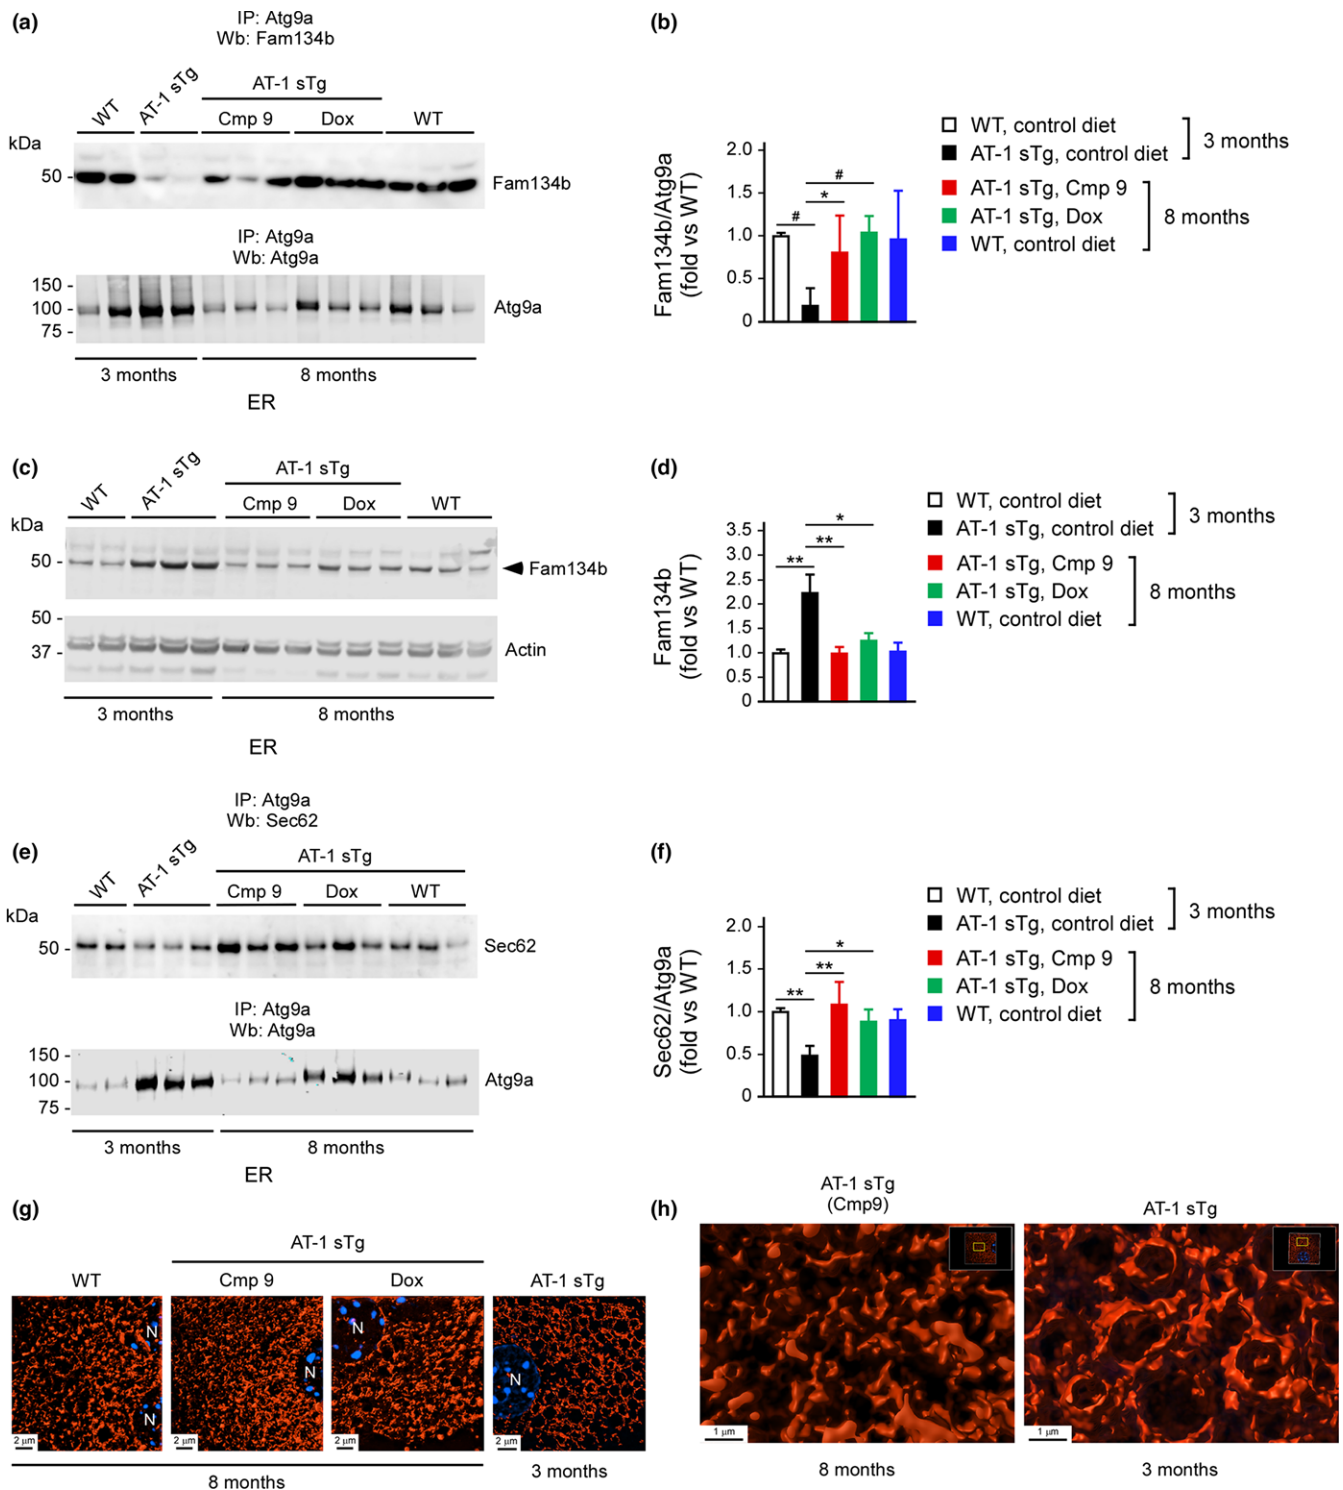 (a)
IP: Atg9a
Wb: Fam134b
AT-1 sTg
WT
AT-1 sTg
Cmp 9
Dox
WT
kDa
50 -
Fam134b
IP: Atg9a
Wb: Atg9a
150 -
100 -
75 -
Atg9a
3 months
8 months
ER
(b)
Fam134b/Atg9a
(fold vs WT)
2.0
1.5
1.0
0.5
0
#
*
#
WT, control diet
AT-1 sTg, control diet
3 months
AT-1 sTg, Cmp 9
AT-1 sTg, Dox
WT, control diet
8 months
(c)
AT-1 sTg
WT
AT-1 sTg
Cmp 9
Dox
WT
kDa
50 -
Fam134b
50 -
37 -
Actin
3 months
8 months
ER
(d)
Fam134b
(fold vs WT)
3.5
3.0
2.5
2.0
1.5
1.0
0.5
0
*
**
**
WT, control diet
AT-1 sTg, control diet
3 months
AT-1 sTg, Cmp 9
AT-1 sTg, Dox
WT, control diet
8 months
(e)
IP: Atg9a
Wb: Sec62
AT-1 sTg
WT
AT-1 sTg
Cmp 9
Dox
WT
kDa
50 -
Sec62
IP: Atg9a
Wb: Atg9a
150 -
100 -
75 -
Atg9a
3 months
8 months
ER
(f)
Sec62/Atg9a
(fold vs WT)
2.0
1.5
1.0
0.5
0
*
**
**
WT, control diet
AT-1 sTg, control diet
3 months
AT-1 sTg, Cmp 9
AT-1 sTg, Dox
WT, control diet
8 months
(g)
AT-1 sTg
WT
Cmp 9
Dox
AT-1 sTg
N
N
N
N
N
2 µm
2 µm
2 µm
2 µm
8 months
3 months
(h)
AT-1 sTg
(Cmp9)
AT-1 sTg
1 µm
1 µm
8 months
3 months